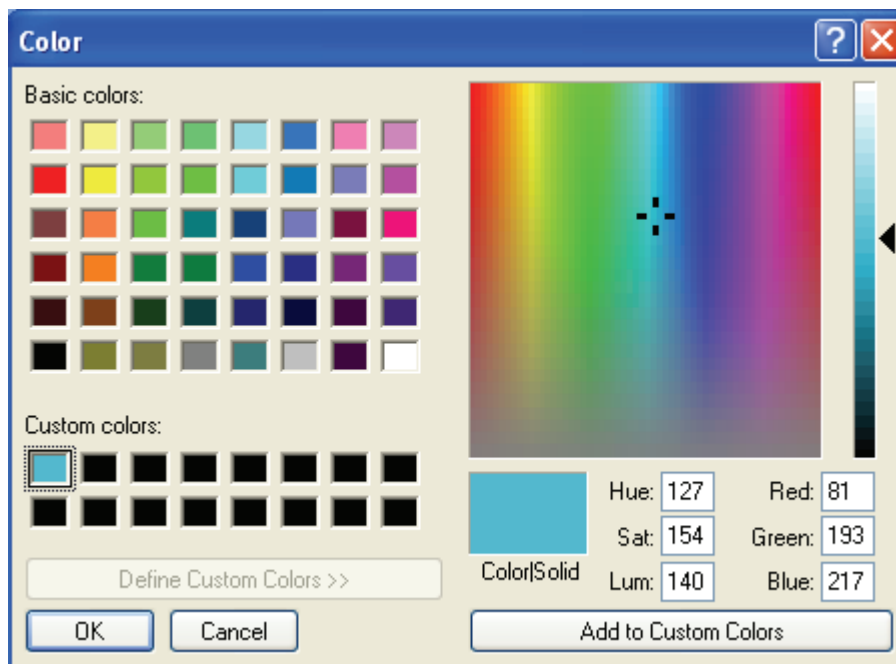 Color
Basic colors:
Custom colors:
Define Custom Colors >>
OK Cancel
Color|Solid
Hue: 127 Red: 81
Sat: 154 Green: 193
Lum: 140 Blue: 217
Add to Custom Colors